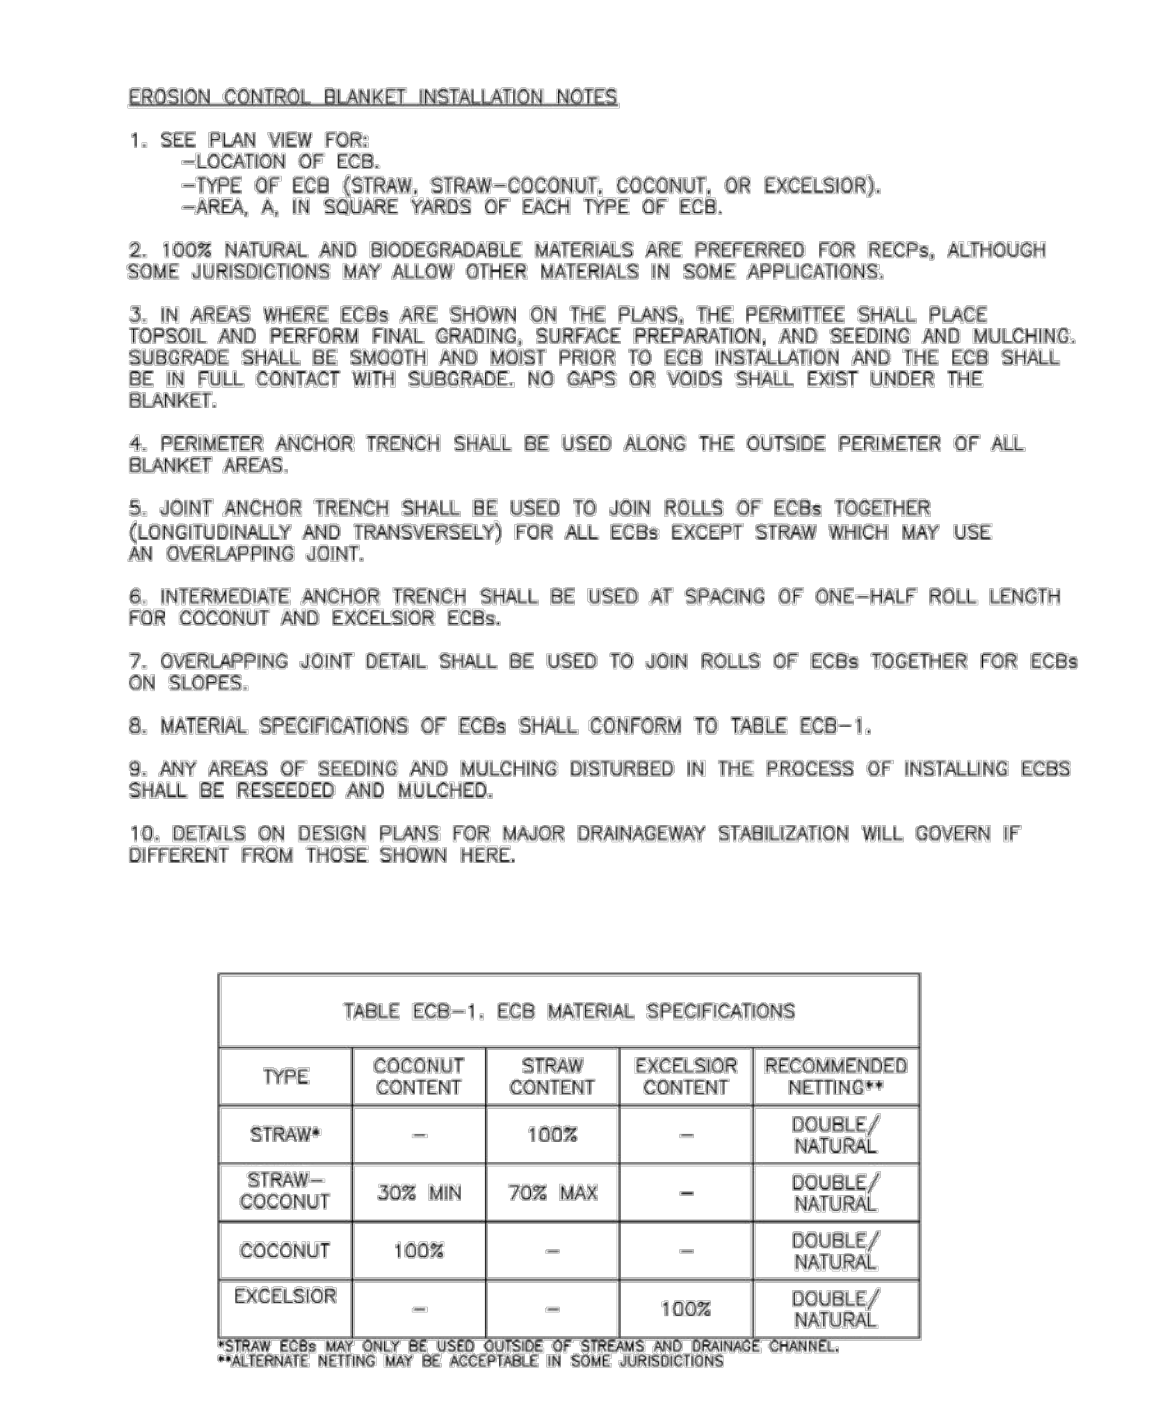 EROSION CONTROL BLANKET INSTALLATION NOTES
1. SEE PLAN VIEW FOR:
-LOCATION OF ECB.
-TYPE OF ECB (STRAW, STRAW-COCONUT, COCONUT, OR EXCELSIOR).
-AREA, A, IN SQUARE YARDS OF EACH TYPE OF ECB.
2. 100% NATURAL AND BIODEGRADABLE MATERIALS ARE PREFERRED FOR RECPs, ALTHOUGH
SOME JURISDICTIONS MAY ALLOW OTHER MATERIALS IN SOME APPLICATIONS.
3. IN AREAS WHERE ECBs ARE SHOWN ON THE PLANS, THE PERMITTEE SHALL PLACE
TOPSOIL AND PERFORM FINAL GRADING, SURFACE PREPARATION, AND SEEDING AND MULCHING.
SUBGRADE SHALL BE SMOOTH AND MOIST PRIOR TO ECB INSTALLATION AND THE ECB SHALL
BE IN FULL CONTACT WITH SUBGRADE. NO GAPS OR VOIDS SHALL EXIST UNDER THE
BLANKET.
4. PERIMETER ANCHOR TRENCH SHALL BE USED ALONG THE OUTSIDE PERIMETER OF ALL
BLANKET AREAS.
5. JOINT ANCHOR TRENCH SHALL BE USED TO JOIN ROLLS OF ECBs TOGETHER
(LONGITUDINALLY AND TRANSVERSELY) FOR ALL ECBs EXCEPT STRAW WHICH MAY USE
AN OVERLAPPING JOINT.
6. INTERMEDIATE ANCHOR TRENCH SHALL BE USED AT SPACING OF ONE-HALF ROLL LENGTH
FOR COCONUT AND EXCELSIOR ECBs.
7. OVERLAPPING JOINT DETAIL SHALL BE USED TO JOIN ROLLS OF ECBs TOGETHER FOR ECBs
ON SLOPES.
8. MATERIAL SPECIFICATIONS OF ECBs SHALL CONFORM TO TABLE ECB-1.
9. ANY AREAS OF SEEDING AND MULCHING DISTURBED IN THE PROCESS OF INSTALLING ECBS
SHALL BE RESEEDED AND MULCHED.
10. DETAILS ON DESIGN PLANS FOR MAJOR DRAINAGEWAY STABILIZATION WILL GOVERN IF
DIFFERENT FROM THOSE SHOWN HERE.
TABLE ECB-1. ECB MATERIAL SPECIFICATIONS
TYPE
COCONUT
CONTENT
STRAW
CONTENT
EXCELSIOR
CONTENT
RECOMMENDED
NETTING**
STRAW*
-
100%
-
DOUBLE/
NATURAL
STRAW-
COCONUT
30% MIN
70% MAX
-
DOUBLE/
NATURAL
COCONUT
100%
-
-
DOUBLE/
NATURAL
EXCELSIOR
-
-
100%
DOUBLE/
NATURAL
*STRAW ECBs MAY ONLY BE USED OUTSIDE OF STREAMS AND DRAINAGE CHANNEL.
**ALTERNATE NETTING MAY BE ACCEPTABLE IN SOME JURISDICTIONS